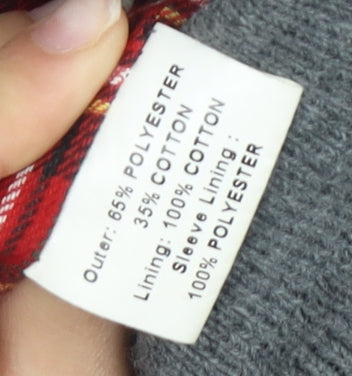 Outer: 65% POLYESTER
35% COTTON
Lining: 100% COTTON
Sleeve Lining :
100% POLYESTER